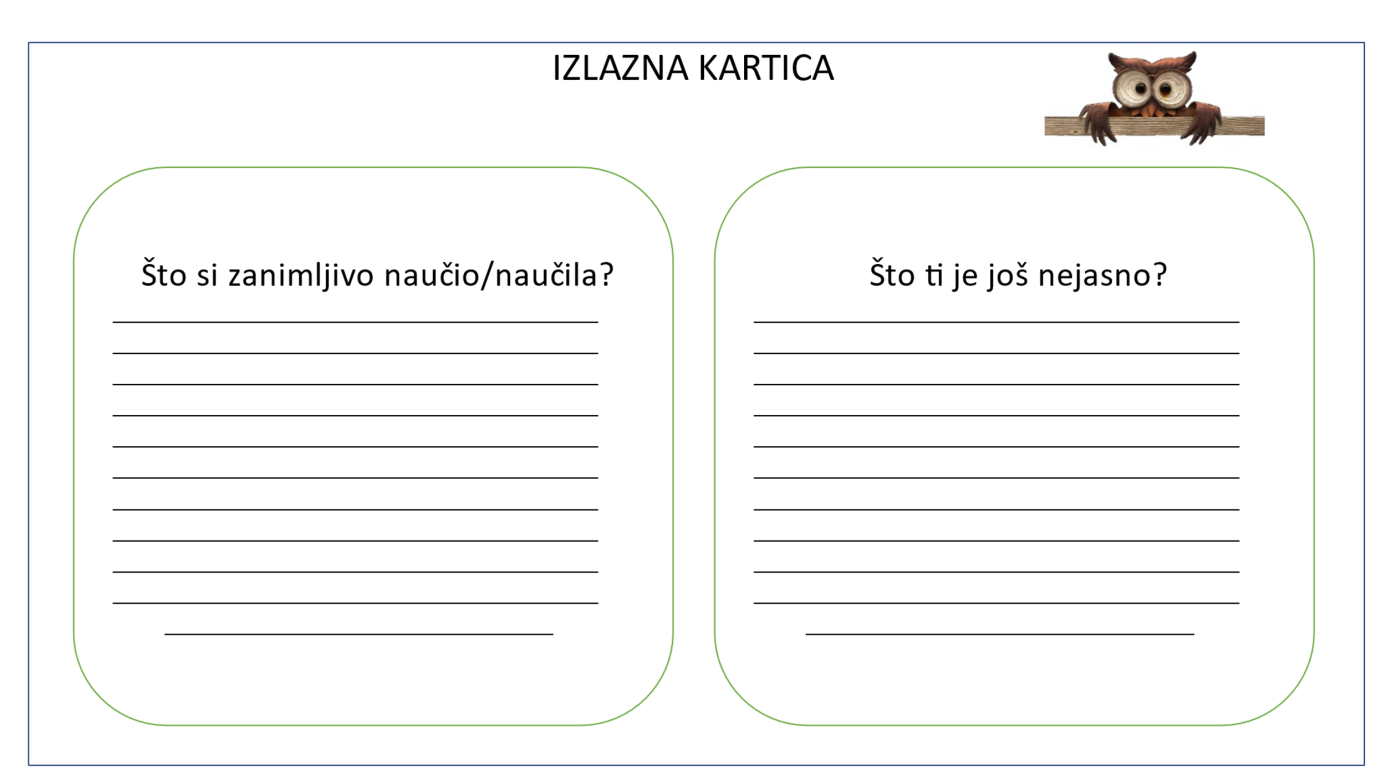 IZLAZNA KARTICA
Što si zanimljivo naučio/naučila?
Što ti je još nejasno?